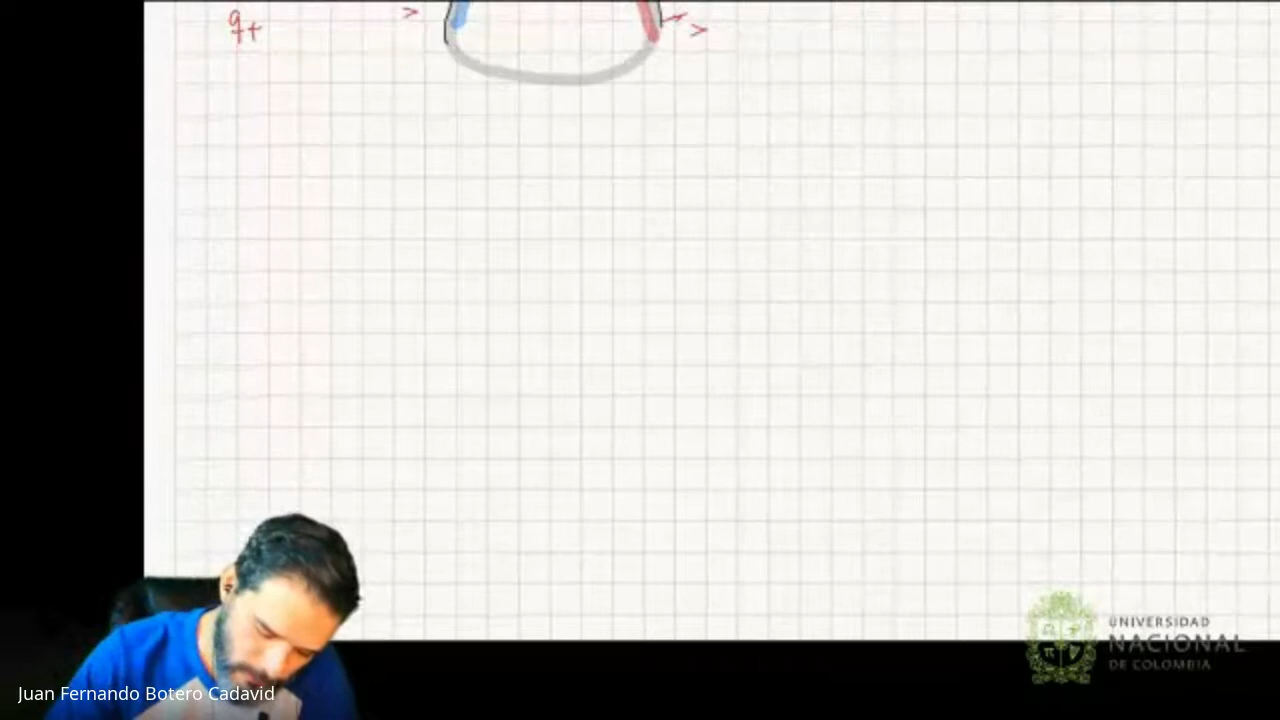 q+
UNIVERSIDAD
NACIONAL
DE COLOMBIA
Juan Fernando Botero Cadavid